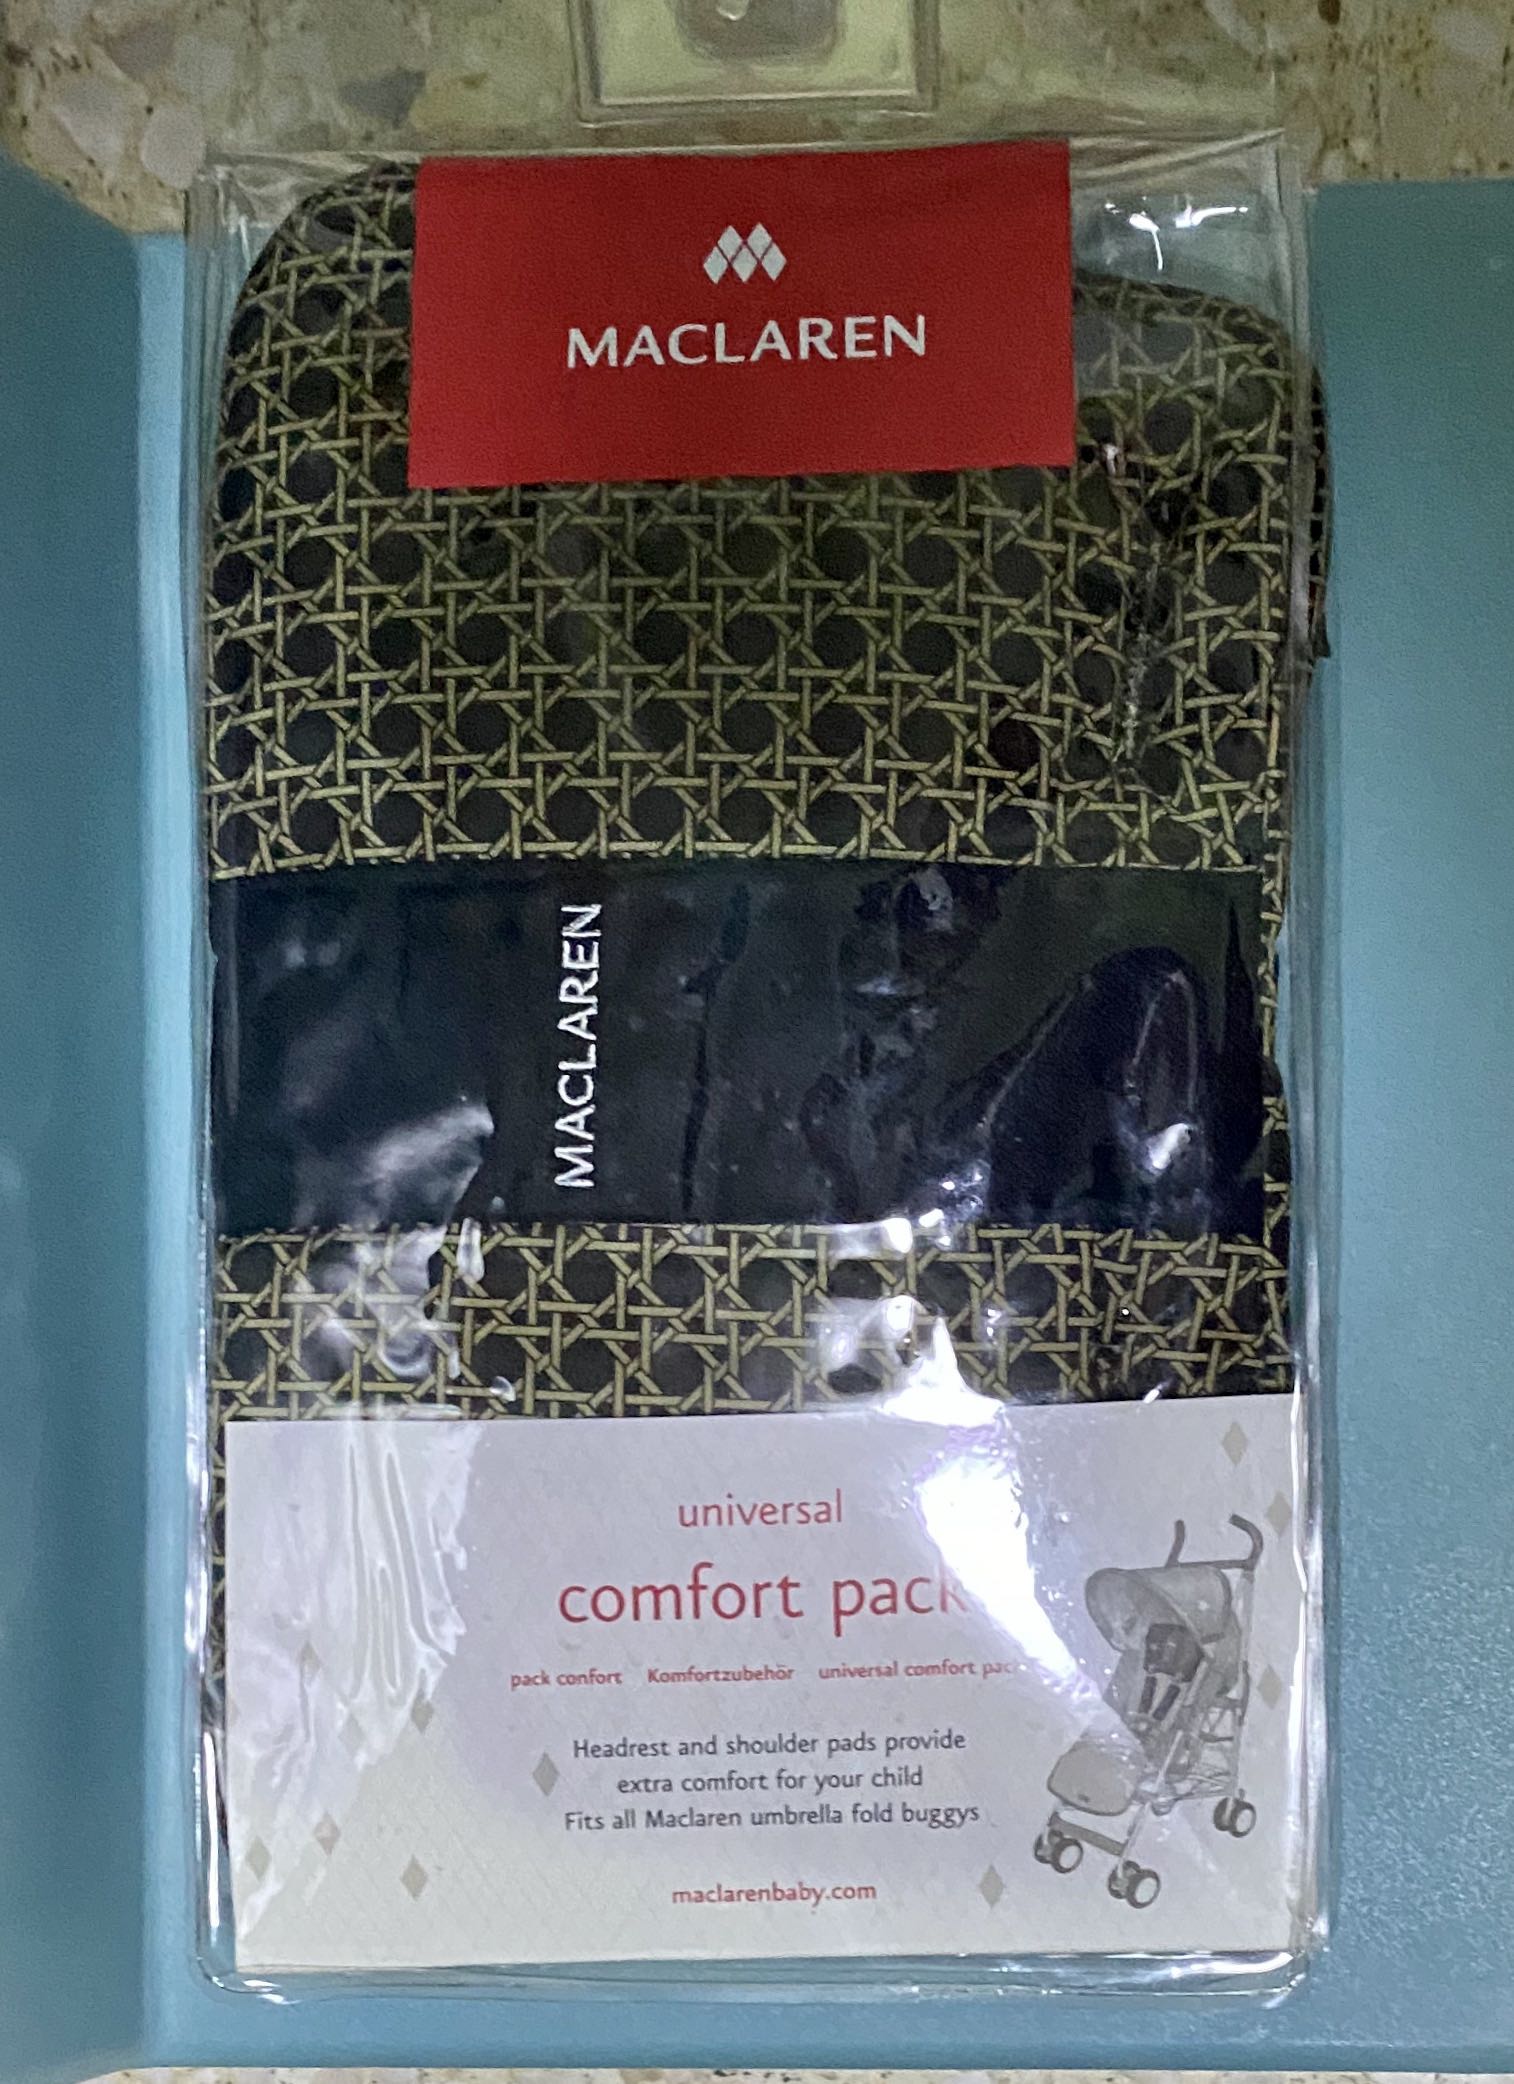 MACLAREN
MACLAREN
universal
comfort pack
pack confort Komfortzubehör universal comfort pack
Headrest and shoulder pads provide
extra comfort for your child
Fits all Maclaren umbrella fold buggys
maclarenbaby.com